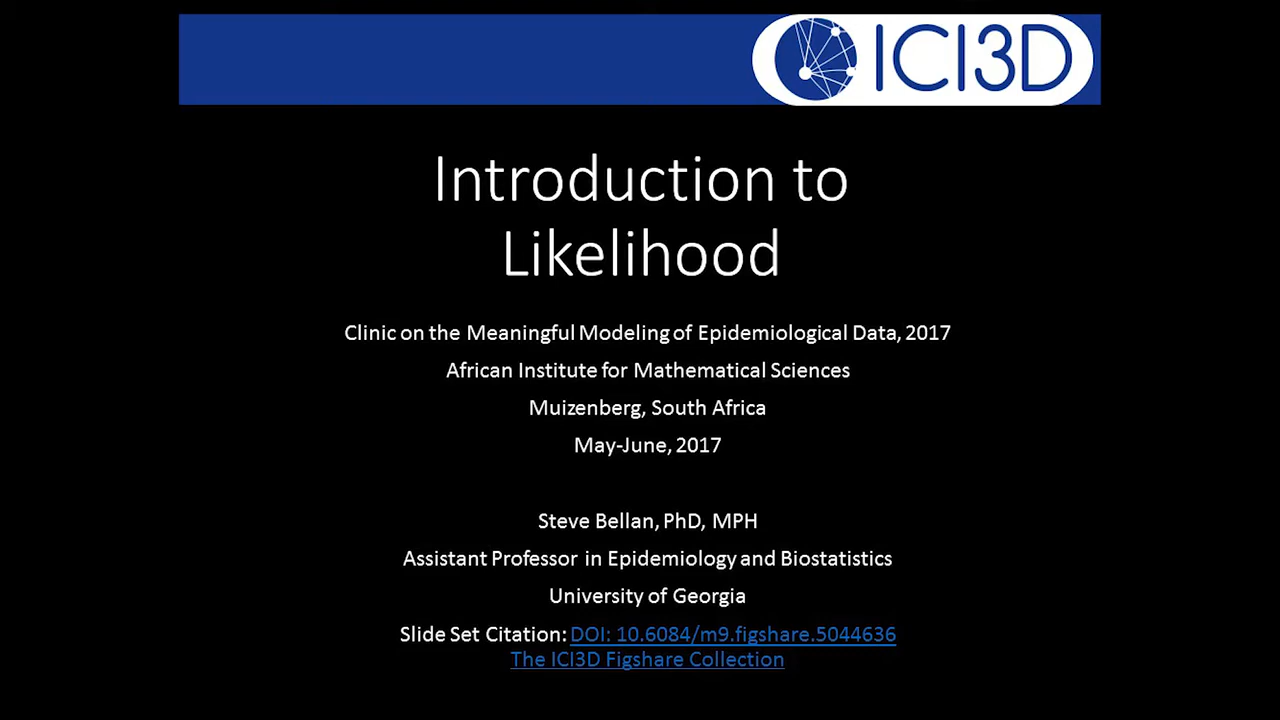 ICI3D
Introduction to
Likelihood
Clinic on the Meaningful Modeling of Epidemiological Data, 2017
African Institute for Mathematical Sciences
Muizenberg, South Africa
May-June, 2017
Steve Bellan, PhD, MPH
Assistant Professor in Epidemiology and Biostatistics
University of Georgia
Slide Set Citation: DOI: 10.6084/m9.figshare.5044636
The ICI3D Figshare Collection